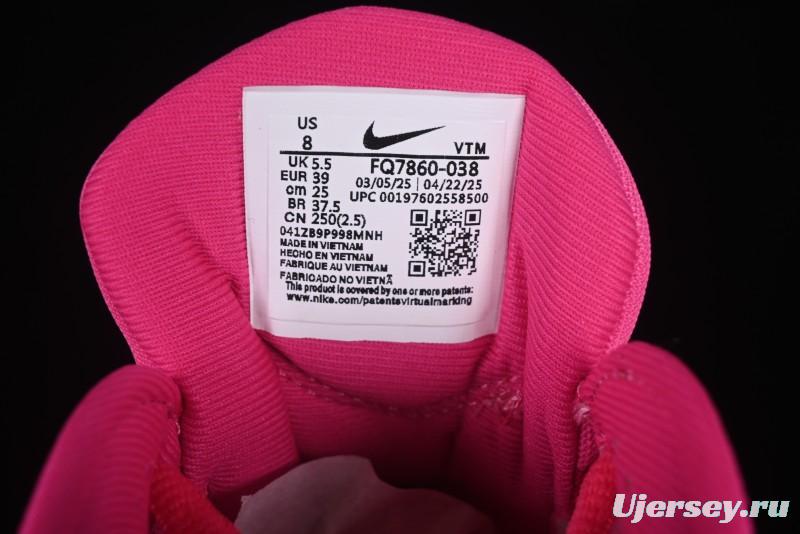 US
8
VTM
UK 5.5
EUR 39
cm 25
BR 37.5
CN 250(2.5)
FQ7860-038
03/05/25 | 04/22/25
UPC 00197602558500
041ZB9P998MNH
MADE IN VIETNAM
HECHO EN VIETNAM
FABRIQUE AU VIETNAM
FABRICADO NO VIETNÃ
This product is covered by one or more patents:
www.nike.com/patentsvirtualmarking
Ujersey.ru